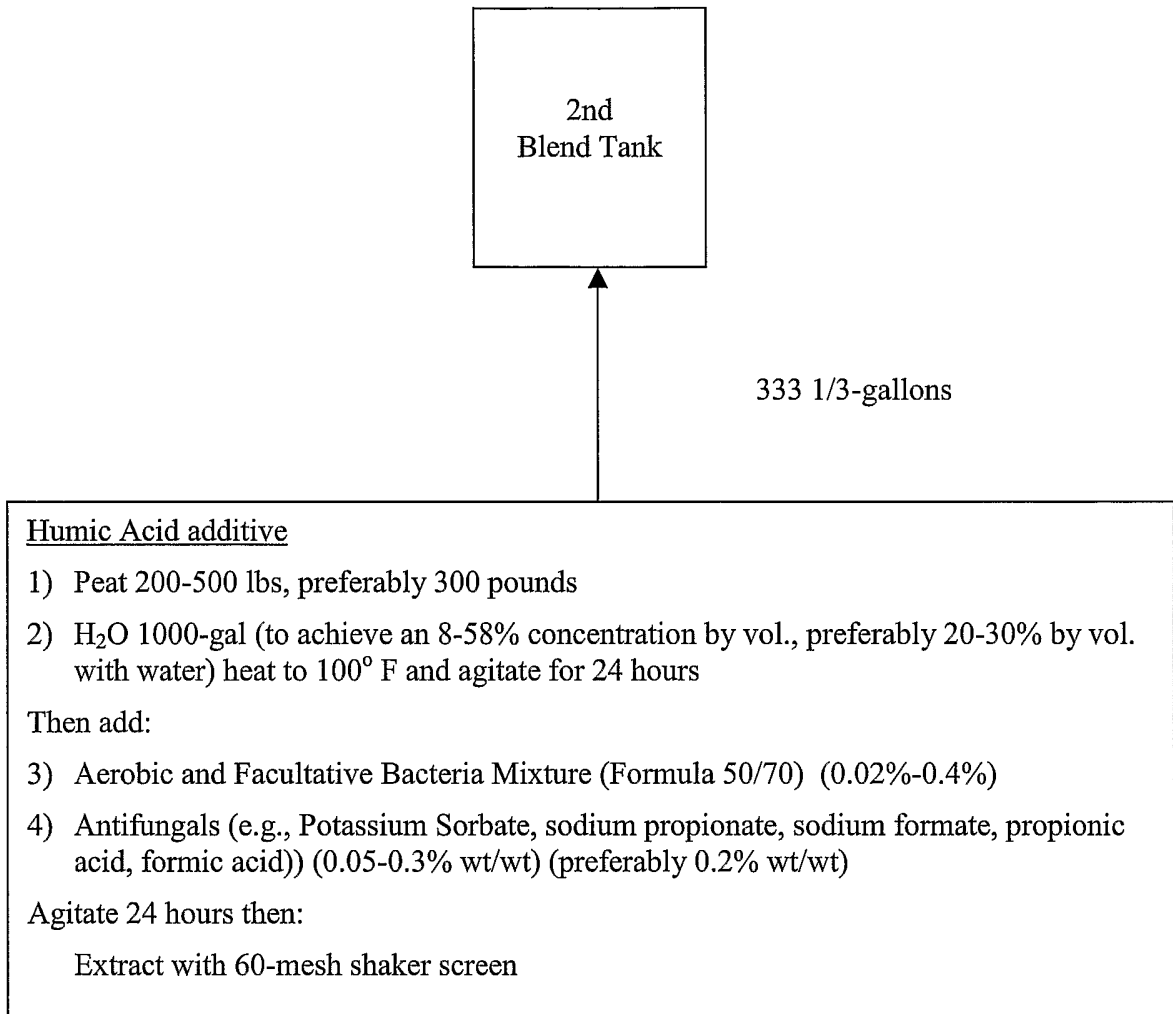 2nd
Blend Tank
333 1/3-gallons
Humic Acid additive
1) Peat 200-500 lbs, preferably 300 pounds
2) H₂O 1000-gal (to achieve an 8-58% concentration by vol., preferably 20-30% by vol.
with water) heat to 100° F and agitate for 24 hours
Then add:
3) Aerobic and Facultative Bacteria Mixture (Formula 50/70) (0.02%-0.4%)
4) Antifungals (e.g., Potassium Sorbate, sodium propionate, sodium formate, propionic
acid, formic acid)) (0.05-0.3% wt/wt) (preferably 0.2% wt/wt)
Agitate 24 hours then:
Extract with 60-mesh shaker screen